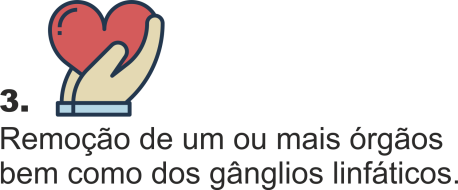 3.
Remoção de um ou mais órgãos
bem como dos gânglios linfáticos.